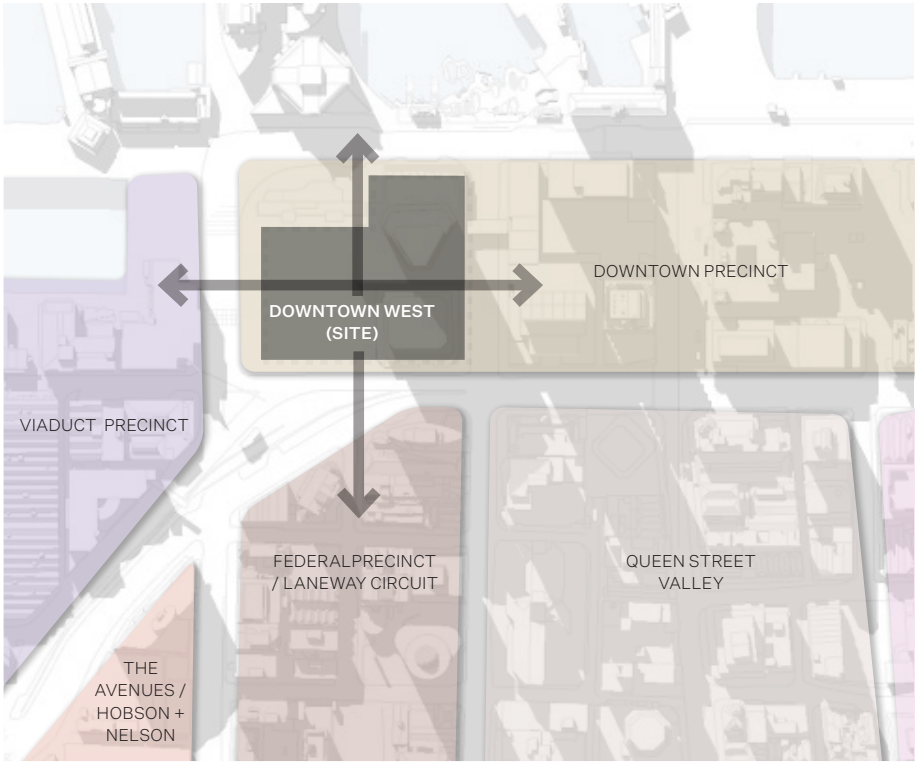 DOWNTOWN PRECINCT
DOWNTOWN WEST
(SITE)
VIADUCT PRECINCT
FEDERALPRECINCT
/ LANEWAY CIRCUIT
QUEEN STREET
VALLEY
THE
AVENUES /
HOBSON +
NELSON